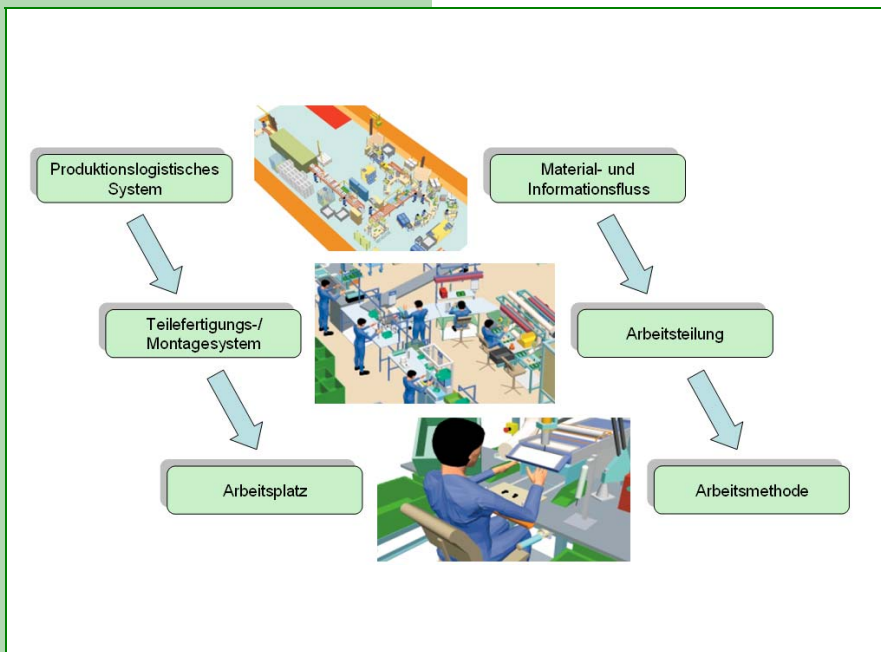 Produktionslogistisches
System
Material- und
Informationsfluss
Teilefertigungs-/
Montagesystem
Arbeitsteilung
Arbeitsplatz
Arbeitsmethode